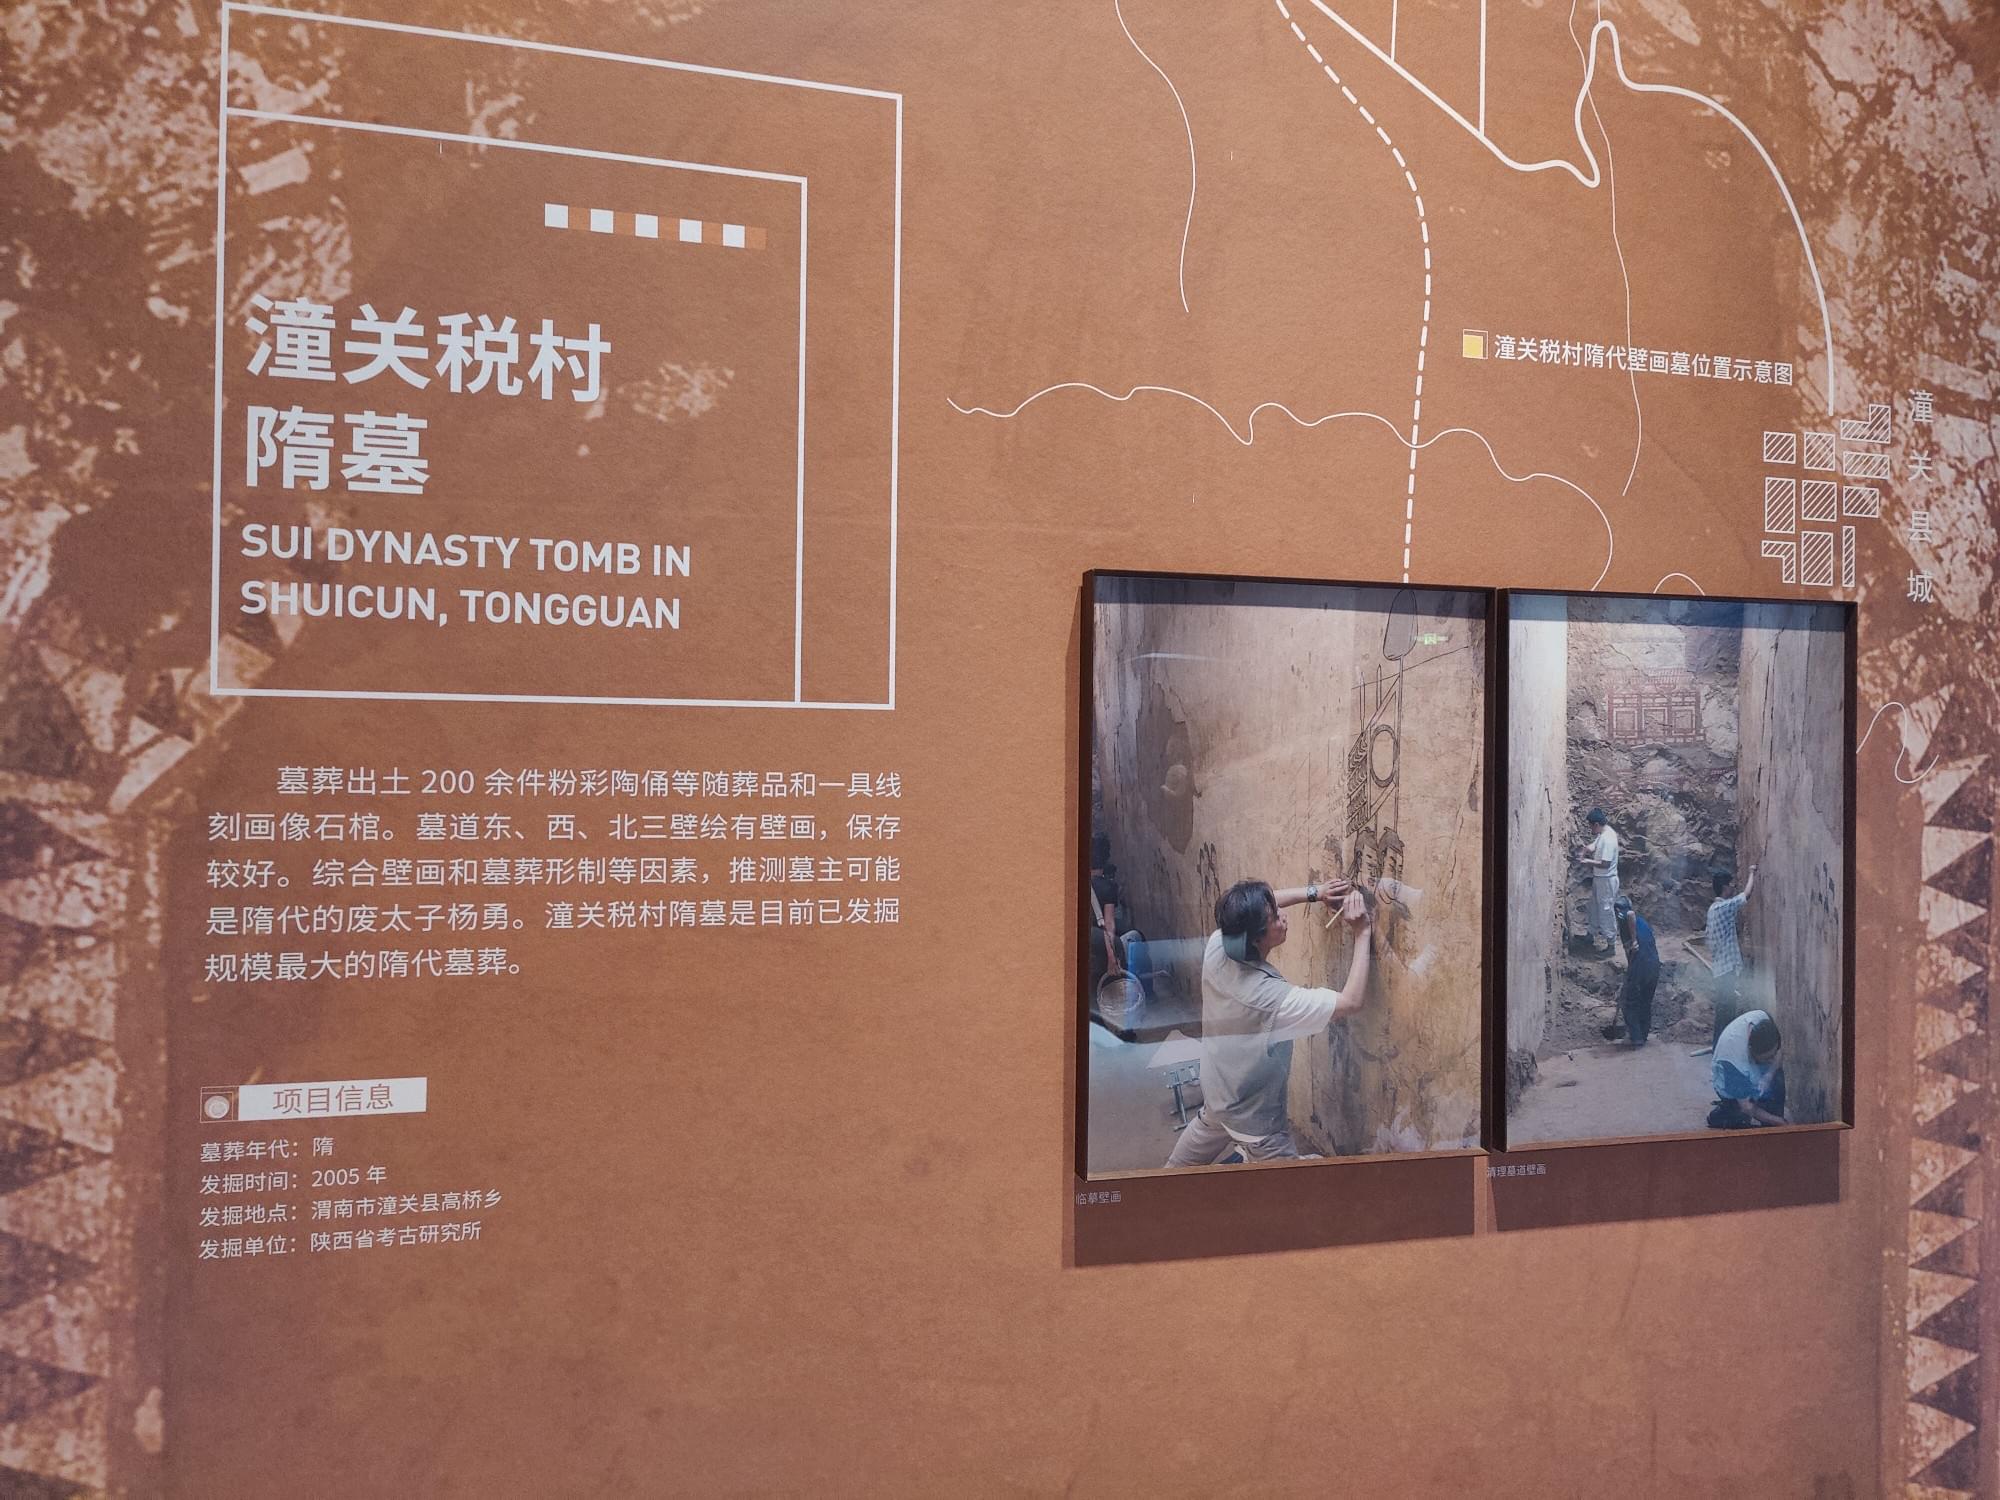 潼关税村
隋墓
SUI DYNASTY TOMB IN
SHUICUN, TONGGUAN
墓葬出土 200 余件粉彩陶俑等随葬品和一具线
刻画像石棺。墓道东、西、北三壁绘有壁画，保存
较好。综合壁画和墓葬形制等因素，推测墓主可能
是隋代的废太子杨勇。潼关税村隋墓是目前已发掘
规模最大的隋代墓葬。
项目信息
墓葬年代：隋
发掘时间：2005 年
发掘地点：渭南市潼关县高桥乡
发掘单位：陕西省考古研究所
潼关税村隋代壁画墓位置示意图
潼关县城
临摹壁画
清理墓道壁画